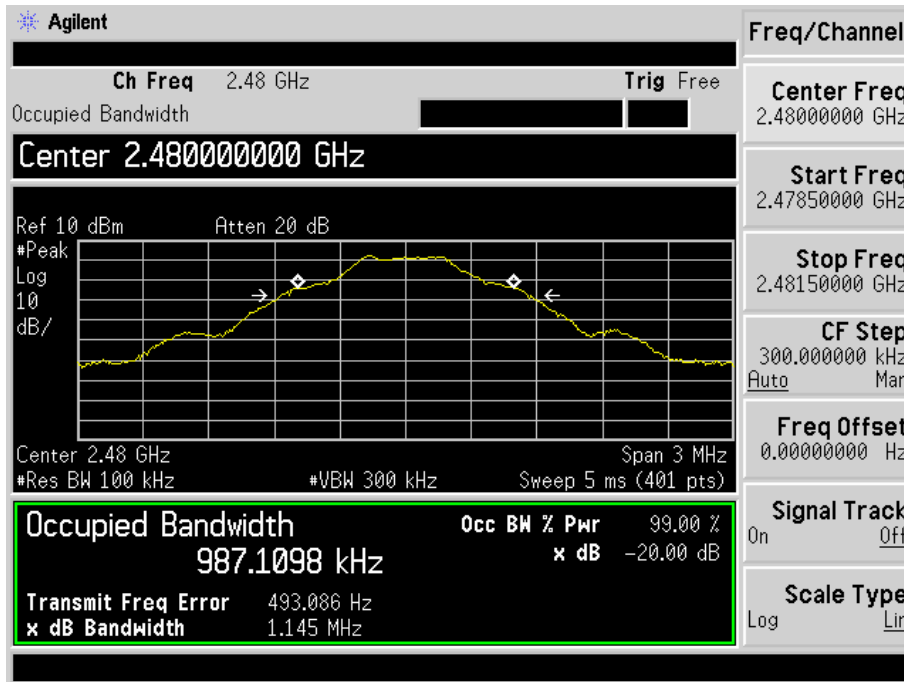 Agilent
Freq/Channel
Ch Freq 2.48 GHz Trig Free
Occupied Bandwidth
Center 2.480000000 GHz
Ref 10 dBm Atten 20 dB
#Peak
Log
10
dB/
Center 2.48 GHz Span 3 MHz
#Res BW 100 kHz #VBW 300 kHz Sweep 5 ms (401 pts)
Occupied Bandwidth
987.1098 kHz
Occ BW % Pwr 99.00 %
x dB -20.00 dB
Transmit Freq Error 493.086 Hz
x dB Bandwidth 1.145 MHz
Center Freq
2.48000000 GHz
Start Freq
2.47850000 GHz
Stop Freq
2.48150000 GHz
CF Step
300.000000 kHz
Auto Man
Freq Offset
0.00000000 Hz
Signal Track
On Off
Scale Type
Log Lin